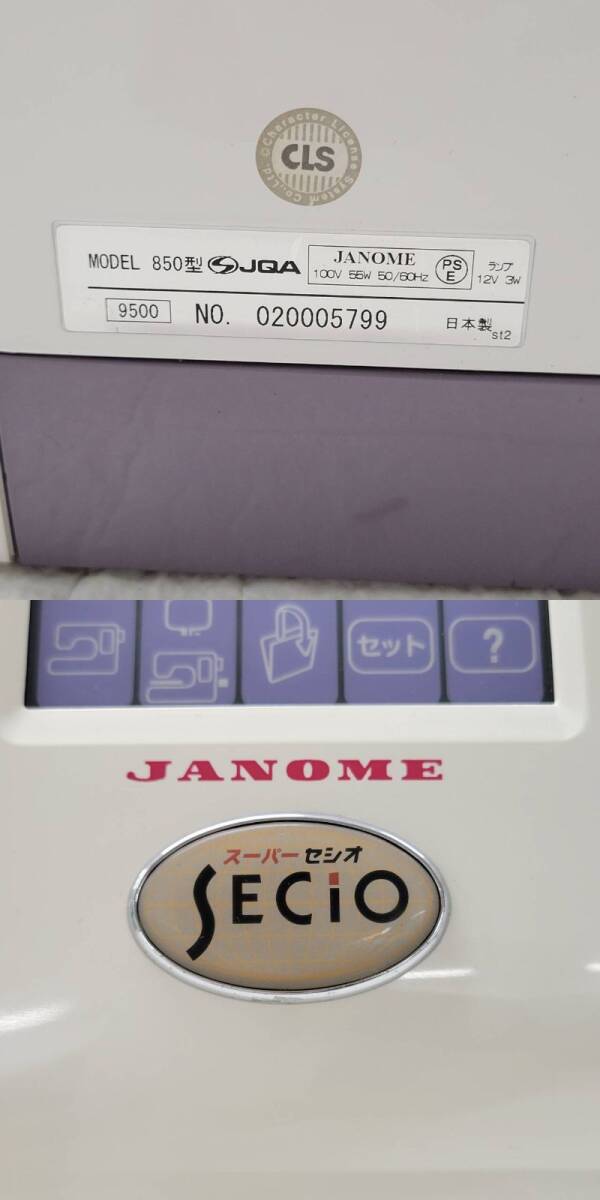 ©Character License System Co., Ltd.
CLS
MODEL 850型 JQA JANOME
100V 55W 50/60Hz
PS
E
ランプ
12V 3W
9500 NO. 020005799 日本製
st2
セット ?
JANOME
スーパー セシオ
SECiO